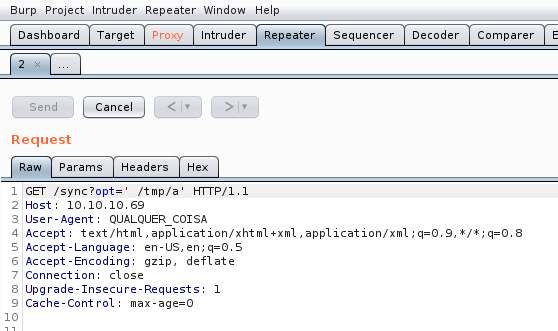 Burp Project Intruder Repeater Window Help
Dashboard Target Proxy Intruder Repeater Sequencer Decoder Comparer
2 × ...
Send Cancel < | ▼ > | ▼
Request
Raw Params Headers Hex
1 GET /sync?opt=' /tmp/a' HTTP/1.1
2 Host: 10.10.10.69
3 User-Agent: QUALQUER_COISA
4 Accept: text/html,application/xhtml+xml,application/xml;q=0.9,*/*;q=0.8
5 Accept-Language: en-US,en;q=0.5
6 Accept-Encoding: gzip, deflate
7 Connection: close
8 Upgrade-Insecure-Requests: 1
9 Cache-Control: max-age=0
10